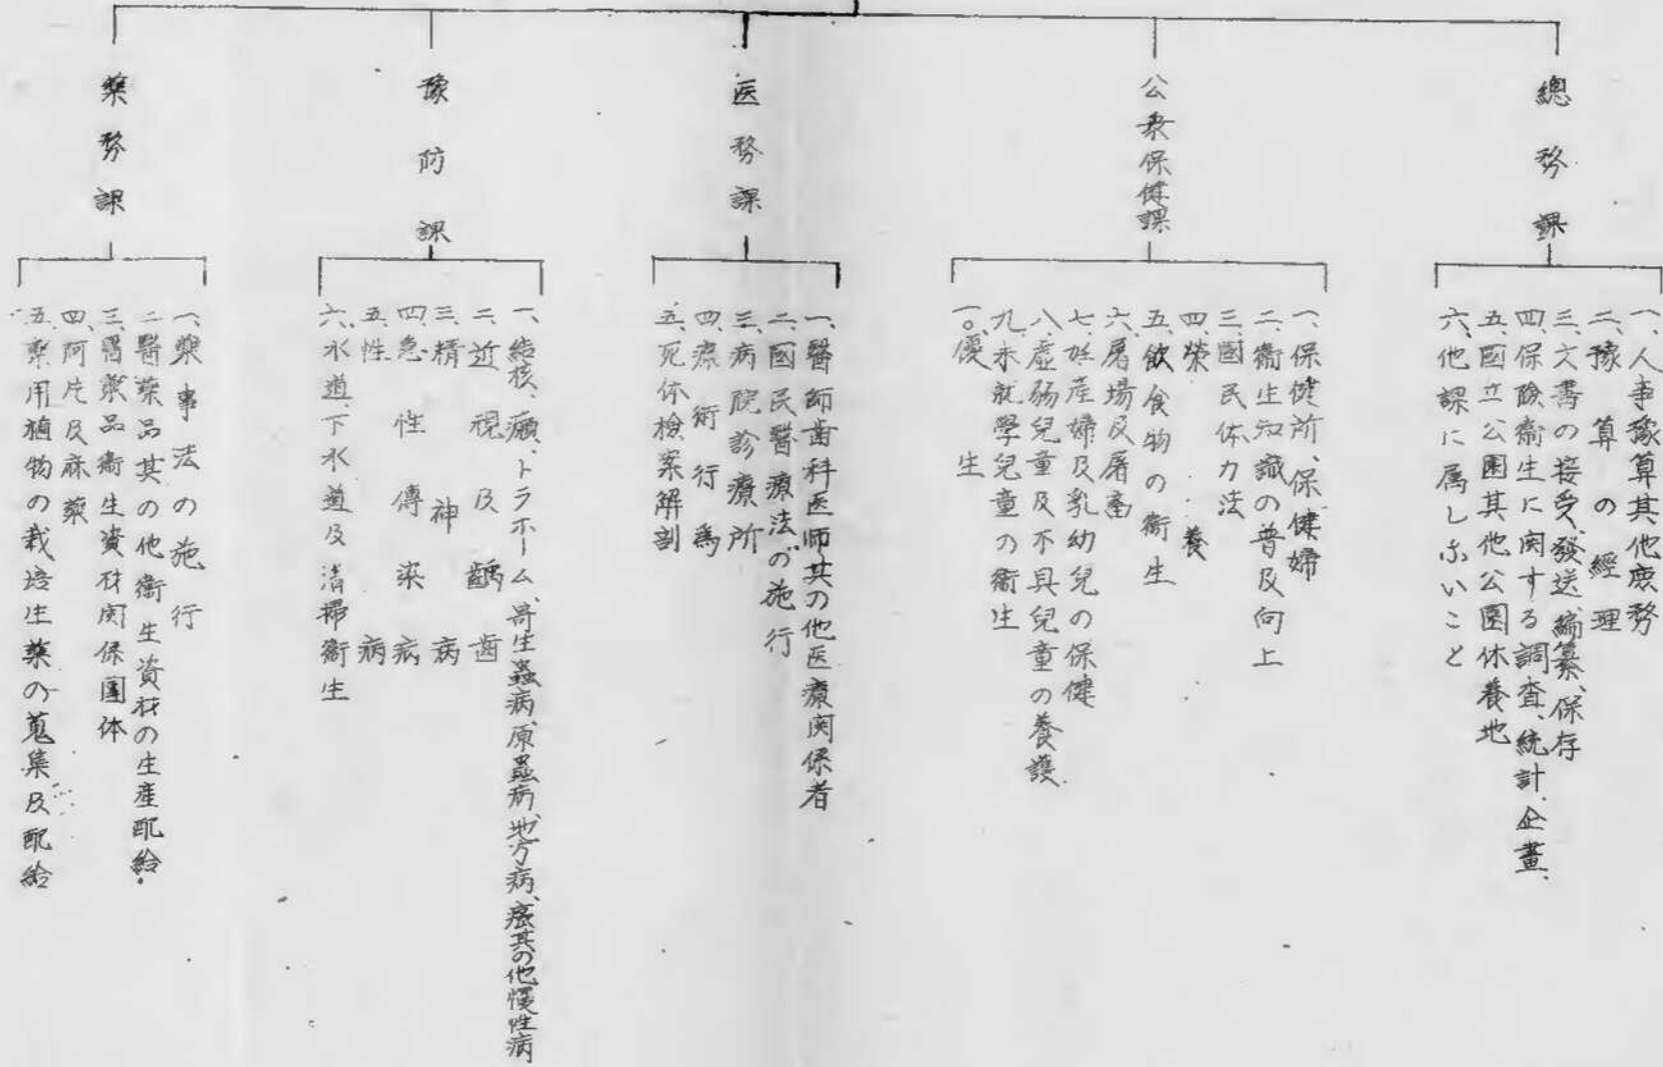 總務課
一、人事豫算其他庶務
二、豫算の經理
三、文書の接受、發送、編纂、保存
四、保險衞生に関する調査、統計、企畫、
五、國立公園其他公園休養地
六、他課に属しないこと
公衆保健課
一、保健所、保健婦
二、衞生知識の普及向上
三、國民体力法
四、榮養
五、飲食物の衞生
六、屠場及屠畜
七、姙産婦及乳幼兒の保健
八、虚弱兒童及不具兒童の養護
九、未就學兒童の衞生
一〇、優生
医務課
一、醫師歯科医師其の他医療関係者
二、國民醫療法の施行
三、病院診療所
四、療術行爲
五、死体檢案解剖
豫防課
一、結核、癩、トラホーム、寄生蟲病、原蟲病、地方病、癌其の他慢性病
二、近視及齲歯
三、精神病
四、急性傳染病
五、性病
六、水道、下水道及清掃衞生
藥務課
一、藥事法の施行
二、醫藥品其の他衞生資材の生産配給
三、醫藥品衞生資材関係團体
四、阿片及麻藥
五、藥用植物の栽培生藥の蒐集及配給